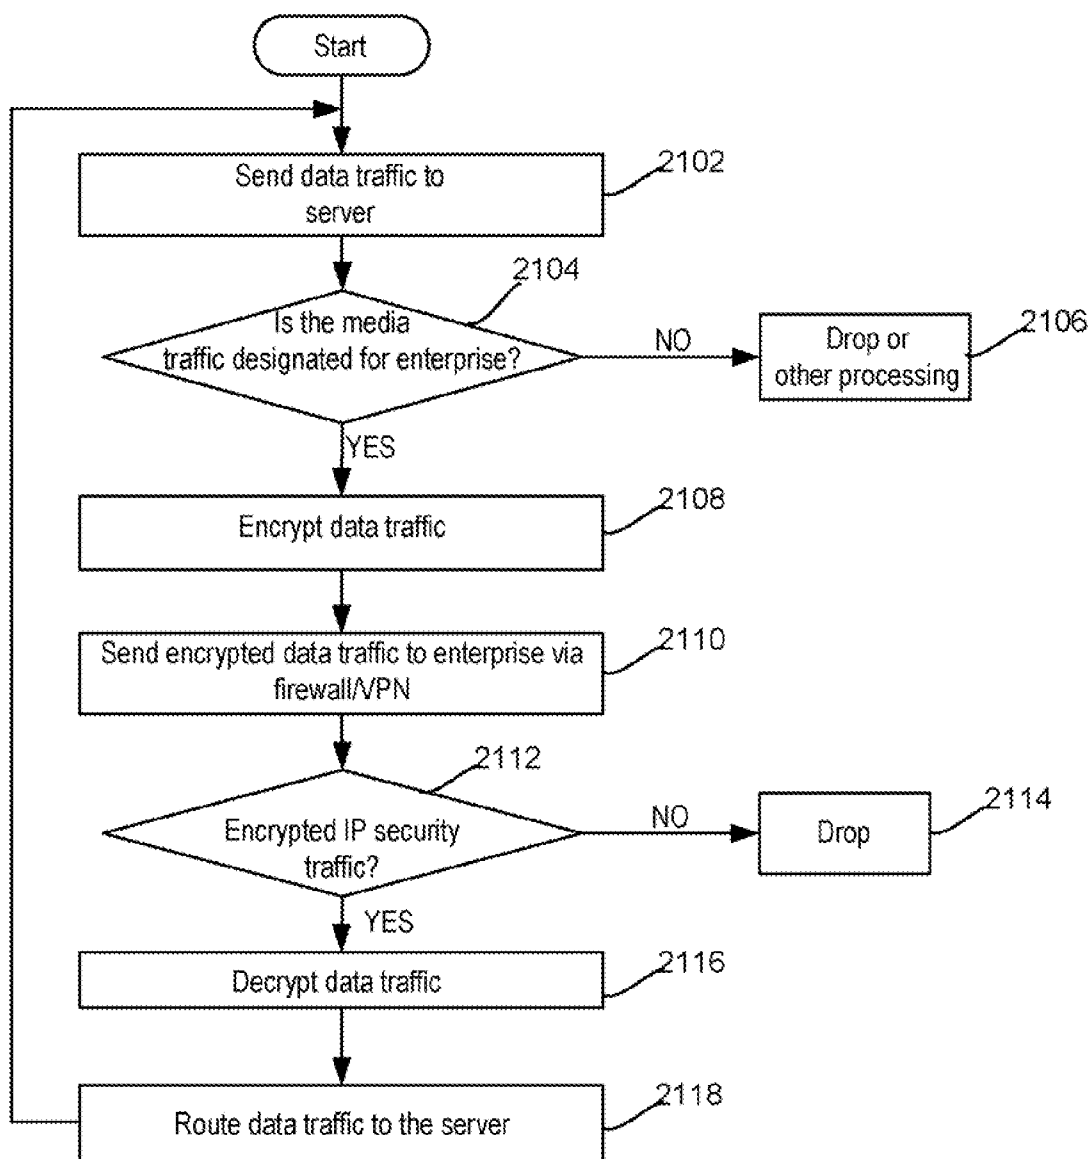 Start
Send data traffic to
server
2102
Is the media
traffic designated for enterprise?
2104
NO
Drop or
other processing
2106
YES
Encrypt data traffic
2108
Send encrypted data traffic to enterprise via
firewall/VPN
2110
Encrypted IP security
traffic?
2112
NO
Drop
2114
YES
Decrypt data traffic
2116
Route data traffic to the server
2118